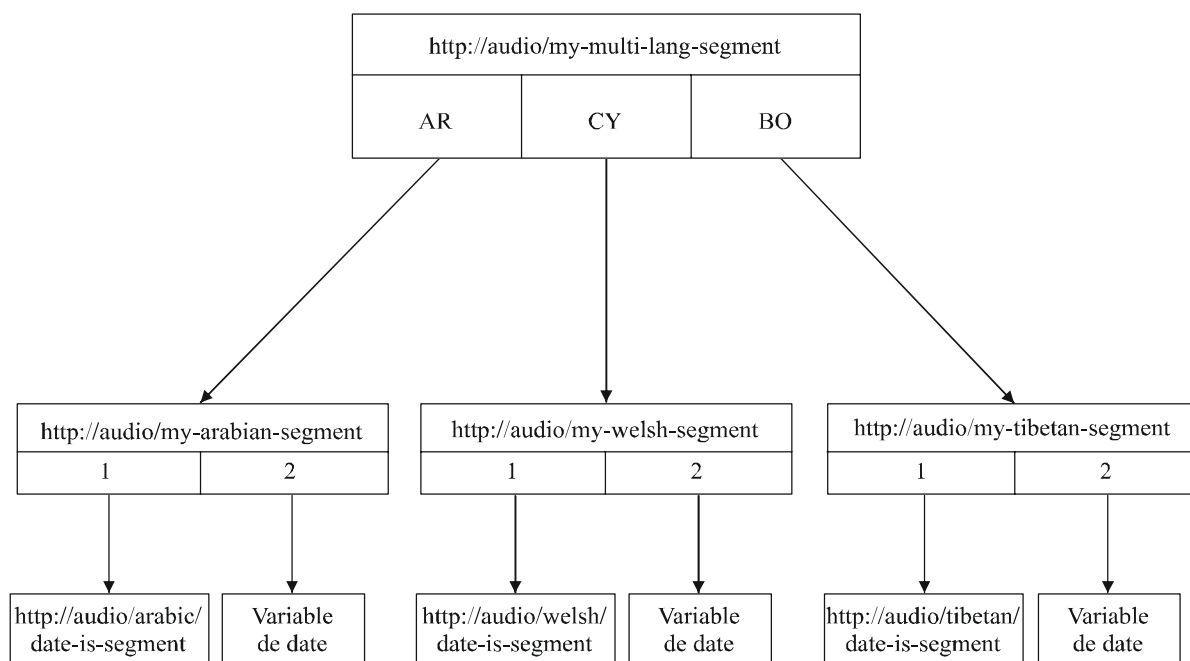 http://audio/my-multi-lang-segment
AR CY BO
http://audio/my-arabian-segment
1 2
http://audio/my-welsh-segment
1 2
http://audio/my-tibetan-segment
1 2
http://audio/arabic/
date-is-segment
Variable
de date
http://audio/welsh/
date-is-segment
Variable
de date
http://audio/tibetan/
date-is-segment
Variable
de date